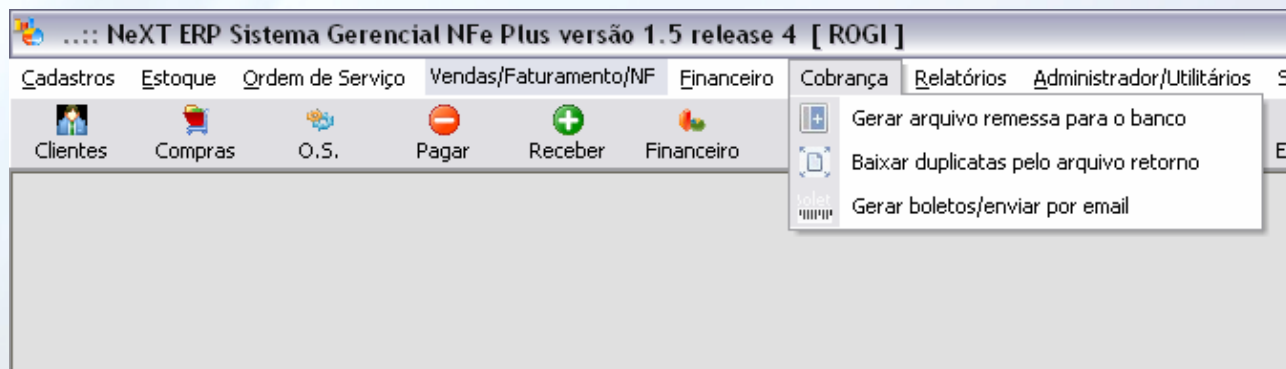 ..:: NeXT ERP Sistema Gerencial NFe Plus versão 1.5 release 4 [ ROGI ]
Cadastros Estoque Ordem de Serviço Vendas/Faturamento/NF Financeiro Cobrança Relatórios Administrador/Utilitários S
Clientes Compras O.S. Pagar Receber Financeiro E
Gerar arquivo remessa para o banco
Baixar duplicatas pelo arquivo retorno
Gerar boletos/enviar por email